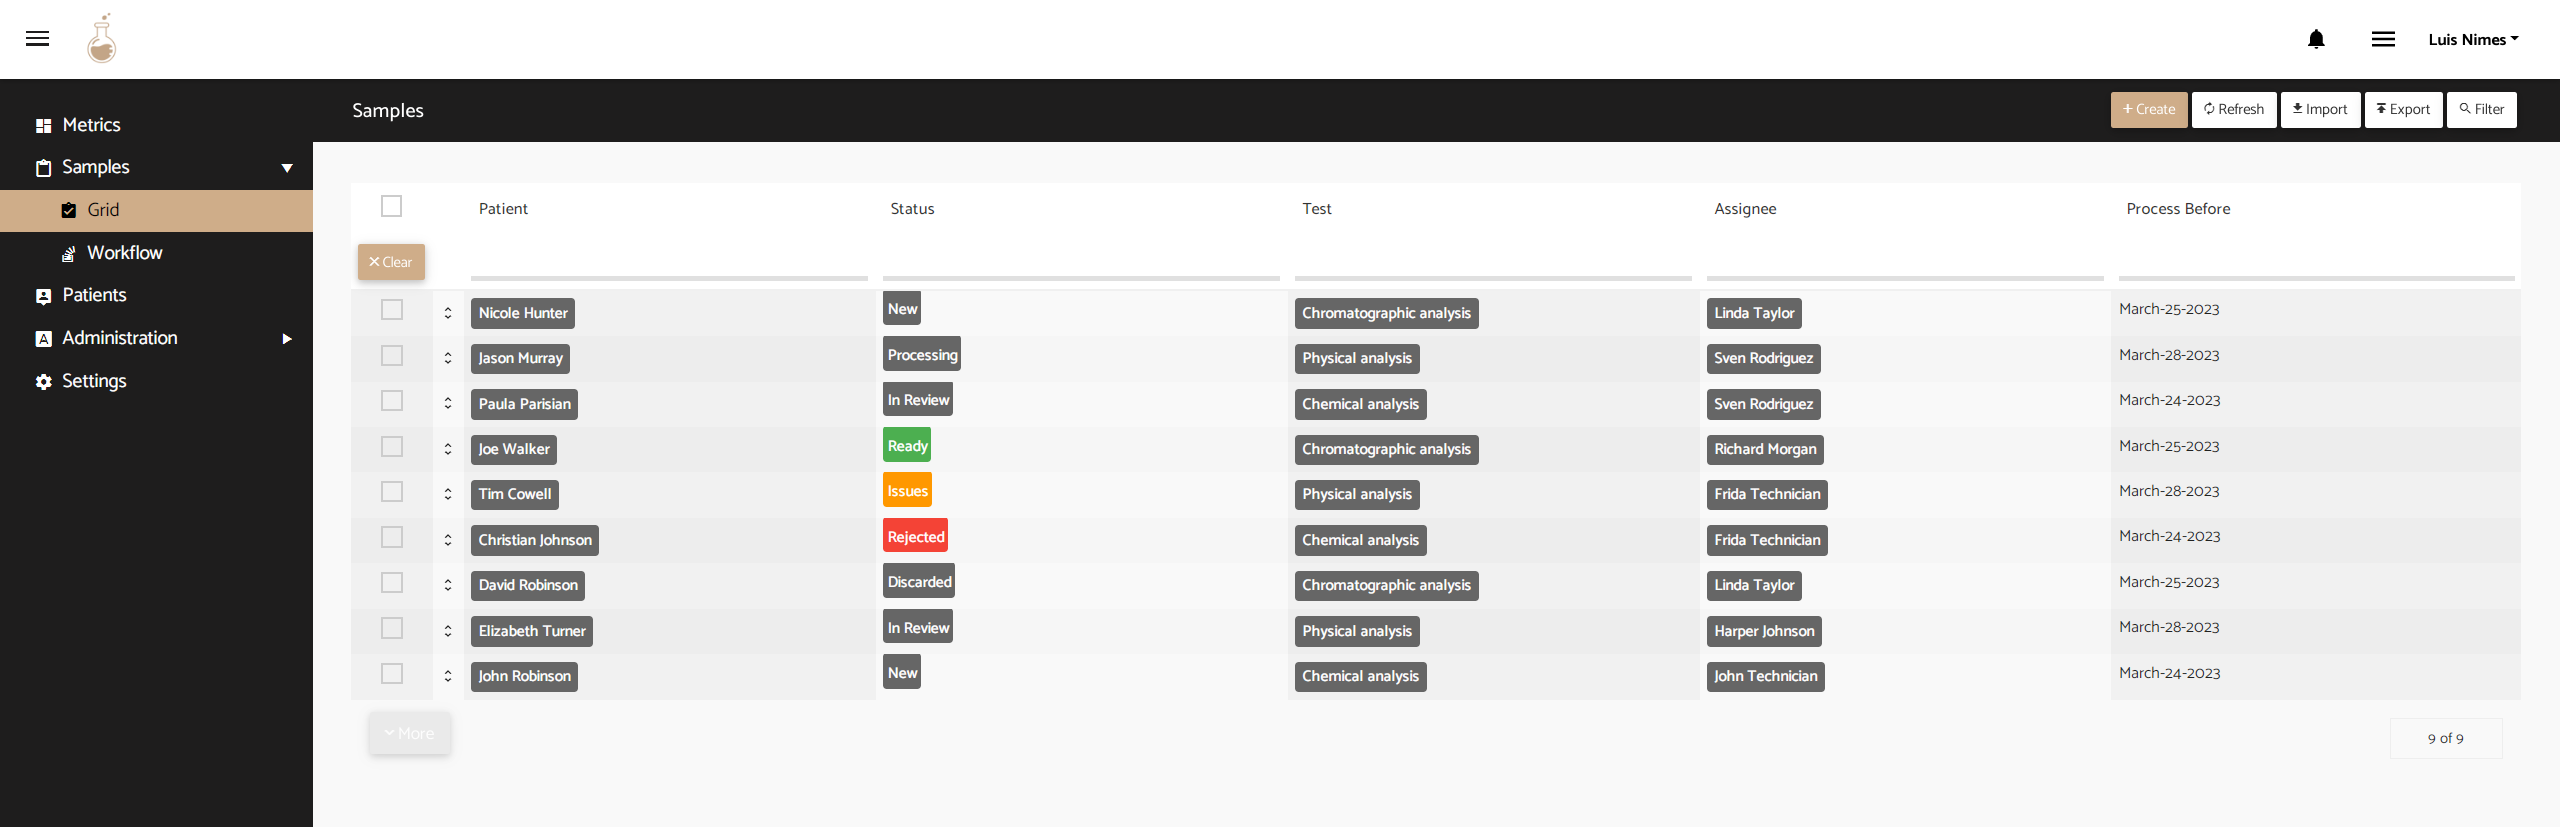 Luis Nimes
Metrics
Samples
Grid
Workflow
Patients
Administration
Settings
Samples
Create Refresh Import Export Filter
Patient Status Test Assignee Process Before
Clear
Nicole Hunter New Chromatographic analysis Linda Taylor March-25-2023
Jason Murray Processing Physical analysis Sven Rodriguez March-28-2023
Paula Parisian In Review Chemical analysis Sven Rodriguez March-24-2023
Joe Walker Ready Chromatographic analysis Richard Morgan March-25-2023
Tim Cowell Issues Physical analysis Frida Technician March-28-2023
Christian Johnson Rejected Chemical analysis Frida Technician March-24-2023
David Robinson Discarded Chromatographic analysis Linda Taylor March-25-2023
Elizabeth Turner In Review Physical analysis Harper Johnson March-28-2023
John Robinson New Chemical analysis John Technician March-24-2023
More
9 of 9